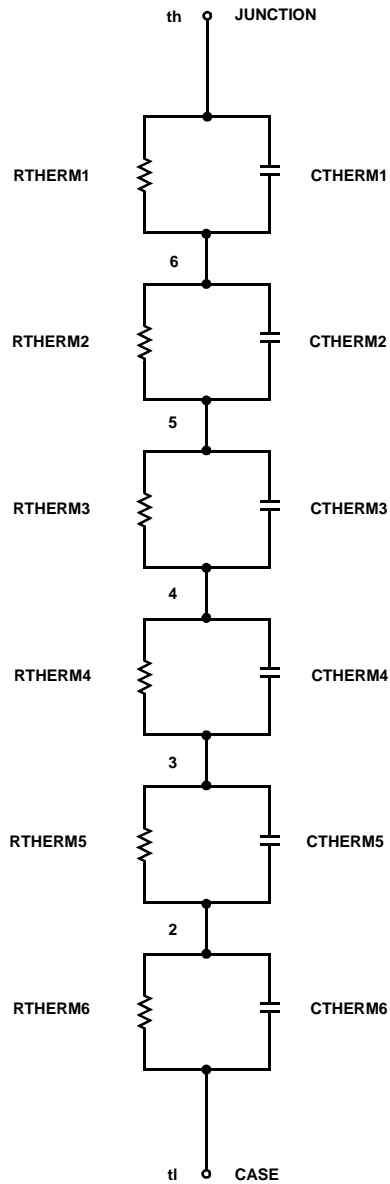 th JUNCTION
RTHERM1 CTHERM1
6
RTHERM2 CTHERM2
5
RTHERM3 CTHERM3
4
RTHERM4 CTHERM4
3
RTHERM5 CTHERM5
2
RTHERM6 CTHERM6
tl CASE